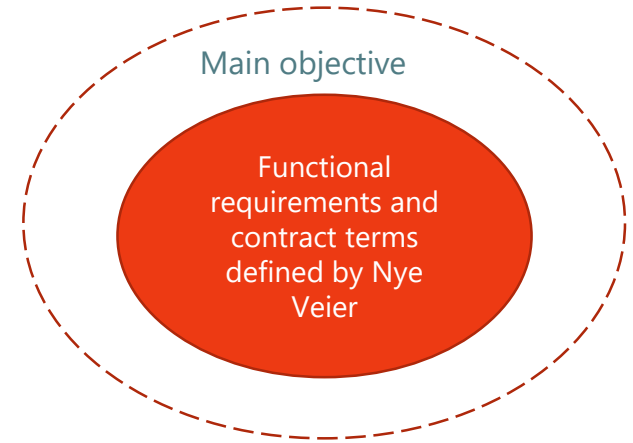 Main objective
Functional
requirements and
contract terms
defined by Nye
Veier